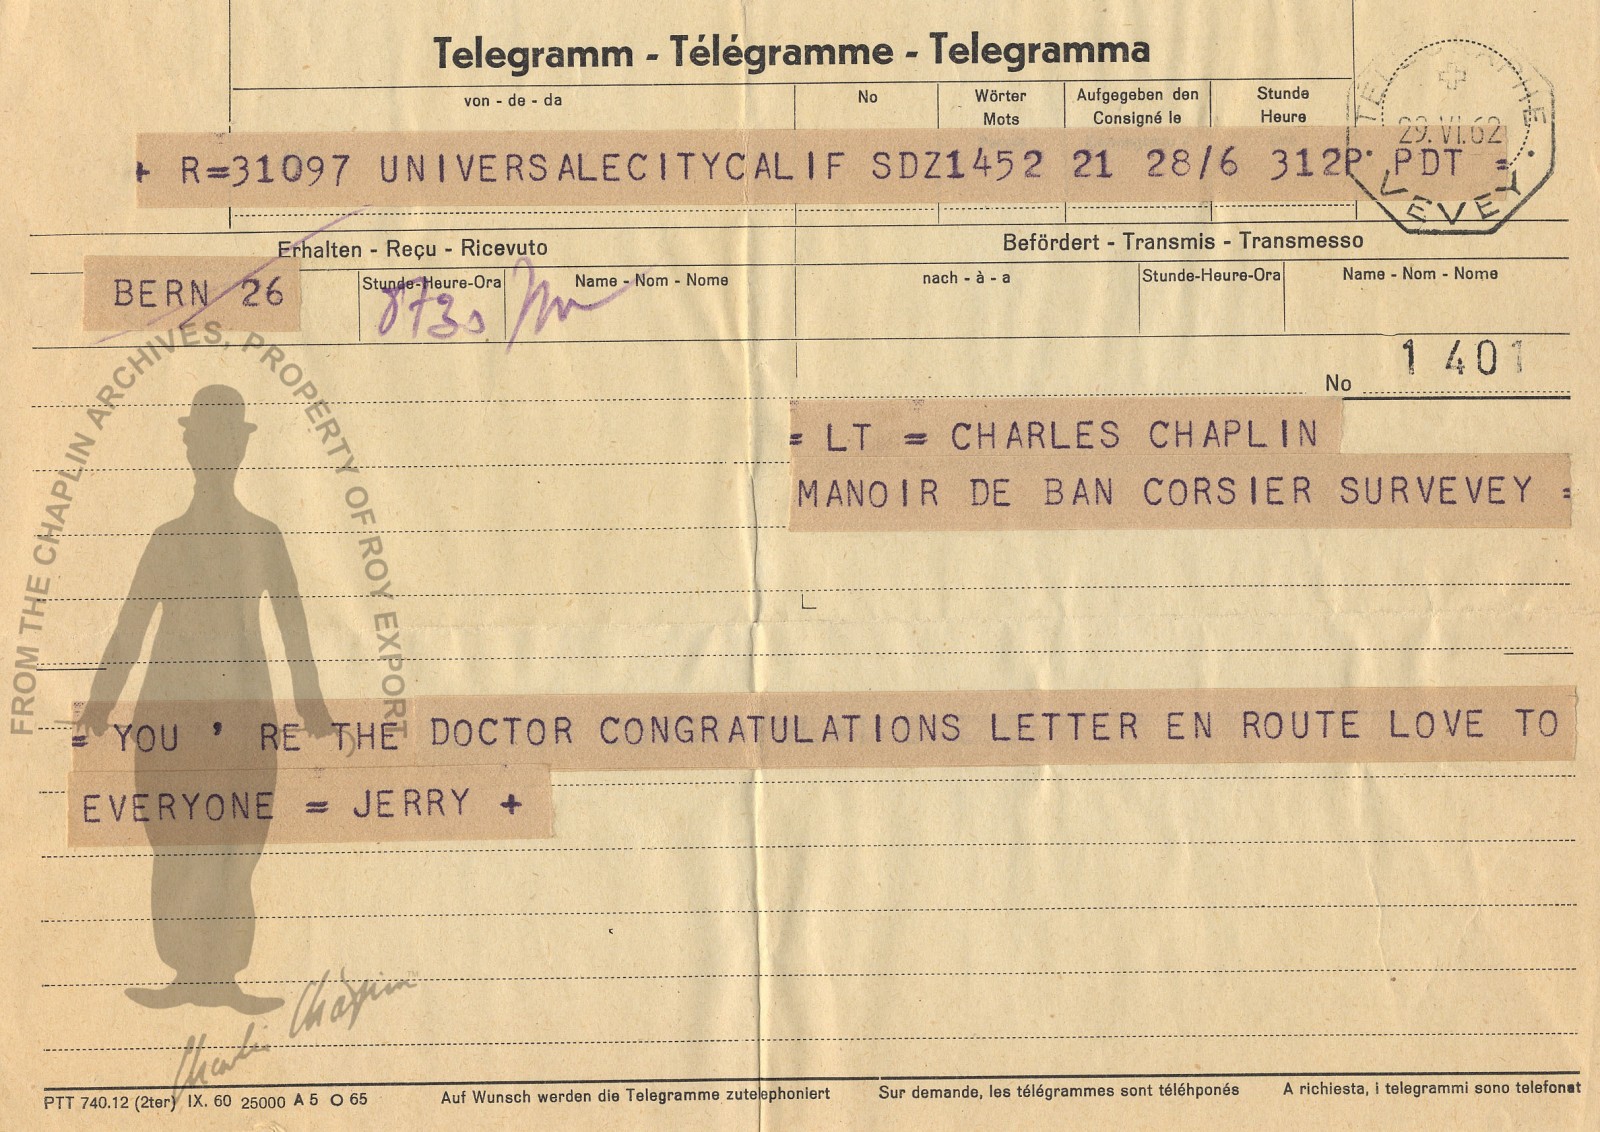 Telegramm - Télégramme - Telegramma
von - de - da
No
Wörter
Mots
Aufgegeben den
Consigné le
Stunde
Heure
TELEGRAPHE
29.VI.62
VEVEY
+ R=31097 UNIVERSALECITYCALIF SDZ1452 21 28/6 312P PDT =
Erhalten - Reçu - Ricevuto
Befördert - Transmis - Transmesso
BERN 26
Stunde-Heure-Ora
Name - Nom - Nome
nach - à - a
Stunde-Heure-Ora
Name - Nom - Nome
No 1401
= LT = CHARLES CHAPLIN
MANOIR DE BAN CORSIER SURVEVEY =
= YOU ' RE THE DOCTOR CONGRATULATIONS LETTER EN ROUTE LOVE TO
EVERYONE = JERRY +
FROM THE CHAPLIN ARCHIVES, PROPERTY OF ROY EXPORT
Charlie Chaplin™
PTT 740.12 (2ter) IX. 60 25000 A 5 O 65
Auf Wunsch werden die Telegramme zutelephoniert
Sur demande, les télégrammes sont téléhponés
A richiesta, i telegrammi sono telefonat